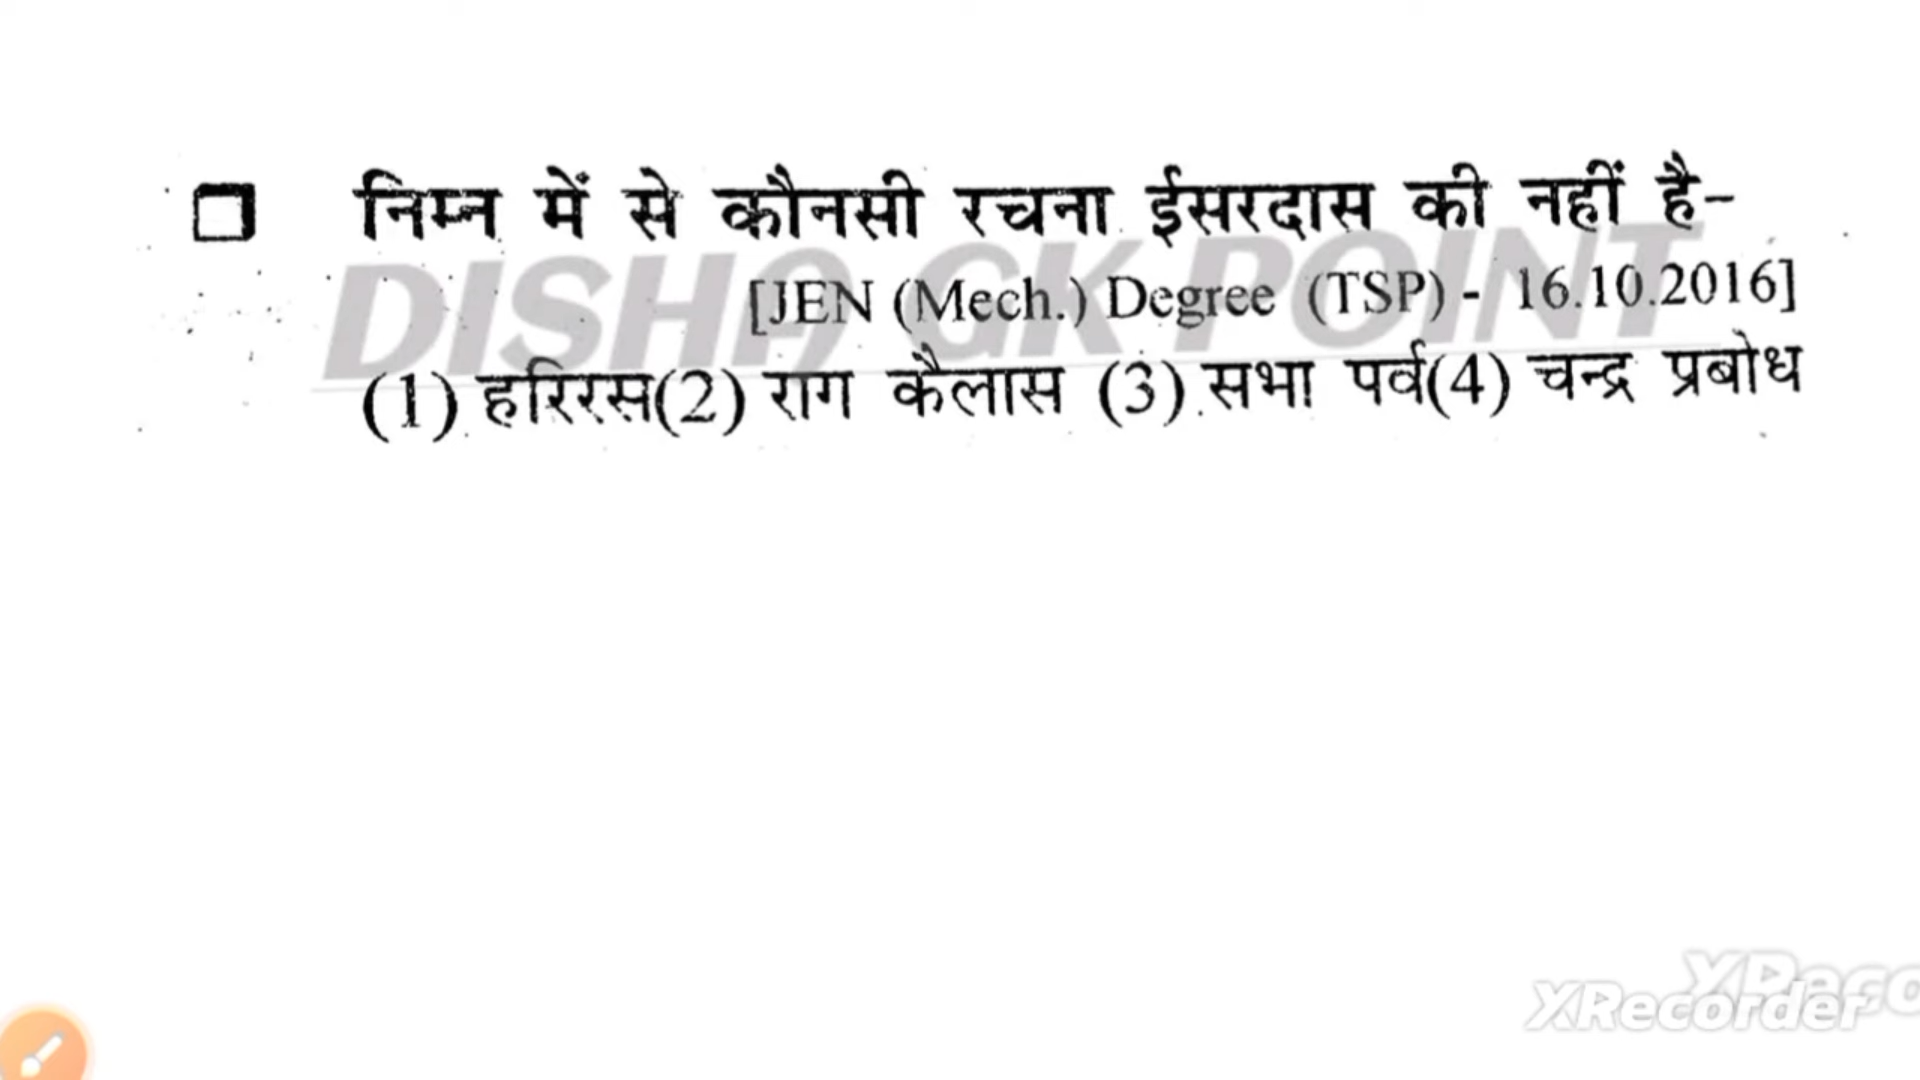 निम्न में से कौनसी रचना ईसरदास की नहीं है-
DISHA GK POINT
[JEN (Mech.) Degree (TSP) - 16.10.2016]
(1) हरिरस(2) राग कैलास (3) सभा पर्व(4) चन्द्र प्रबोध
XReco
XRecorder